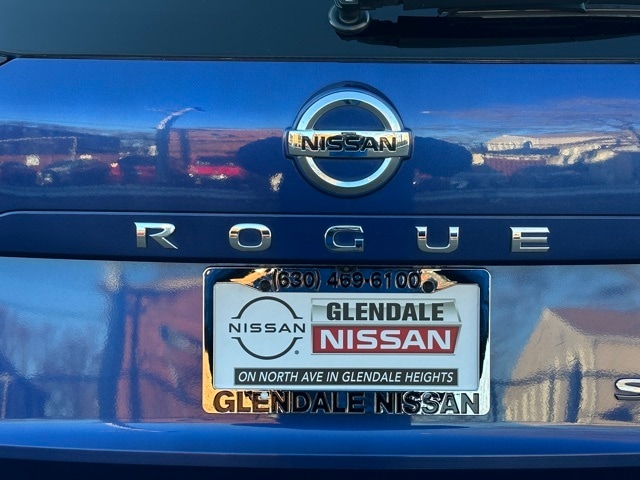 NISSAN
ROGUE
(630) 469-6100
NISSAN
GLENDALE
NISSAN
ON NORTH AVE IN GLENDALE HEIGHTS
GLENDALE NISSAN
S